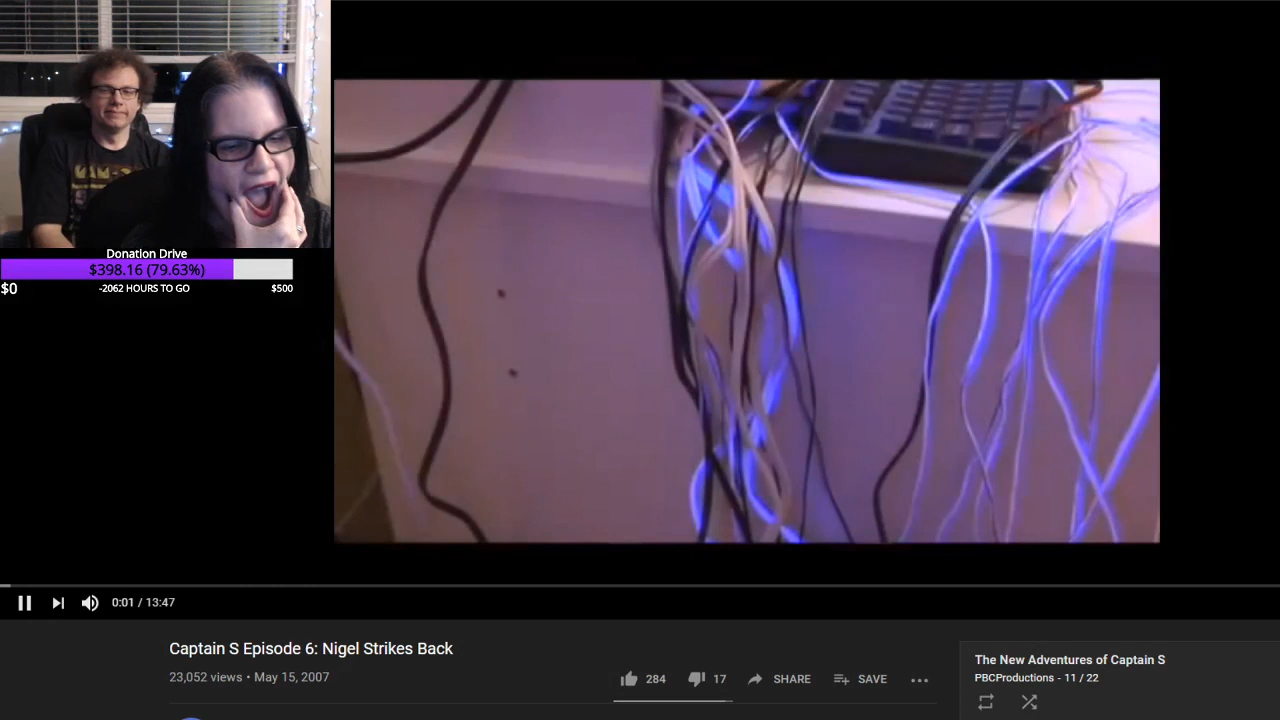 Donation Drive
$398.16 (79.63%)
$0
-2062 HOURS TO GO
$500
0:01 / 13:47
Captain S Episode 6: Nigel Strikes Back
23,052 views • May 15, 2007
284
17
SHARE
SAVE
The New Adventures of Captain S
PBCProductions - 11 / 22